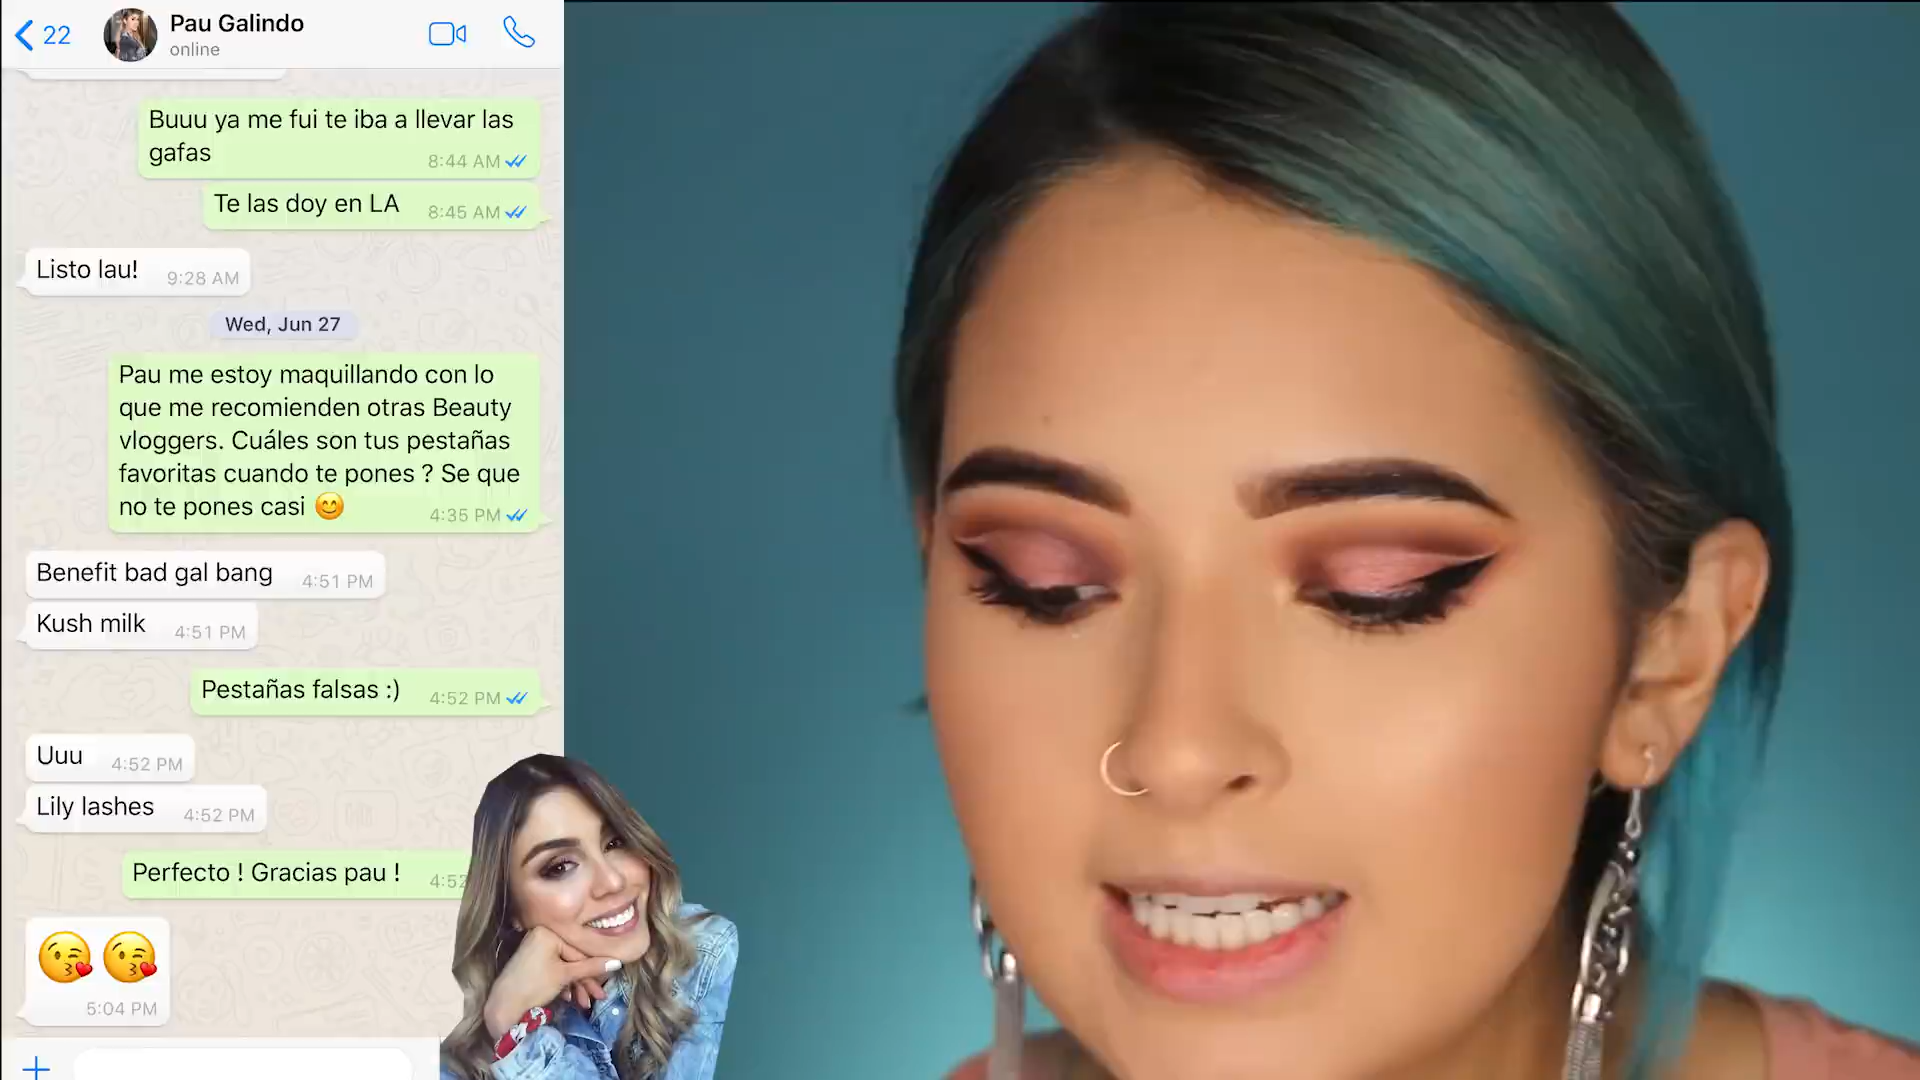 22
Pau Galindo
online
Buuu ya me fui te iba a llevar las
gafas
8:44 AM
Te las doy en LA
8:45 AM
Listo lau!
9:28 AM
Wed, Jun 27
Pau me estoy maquillando con lo
que me recomienden otras Beauty
vloggers. Cuáles son tus pestañas
favoritas cuando te pones ? Se que
no te pones casi 😊
4:35 PM
Benefit bad gal bang
4:51 PM
Kush milk
4:51 PM
Pestañas falsas :)
4:52 PM
Uuu
4:52 PM
Lily lashes
4:52 PM
Perfecto ! Gracias pau !
4:52
😘 😘
5:04 PM